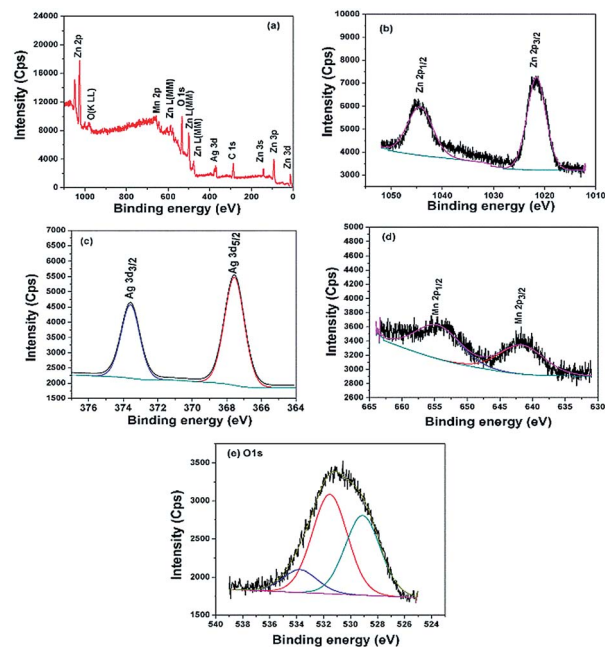 (a)
24000
20000
16000
12000
8000
4000
0
Intensity (Cps)
Zn 2p
O(K LL)
Mn 2p
Zn L(MM)
O 1s
Zn L(MM)
Zn L(MM)
Ag 3d
C 1s
Zn 3s
Zn 3p
Zn 3d
1000 800 600 400 200 0
Binding energy (eV)
(b)
10000
9000
8000
7000
6000
5000
4000
3000
Intensity (Cps)
Zn 2p1/2
Zn 2p3/2
1050 1040 1030 1020 1010
Binding energy (eV)
(c)
7000
6500
6000
5500
5000
4500
4000
3500
3000
2500
2000
1500
Intensity (Cps)
Ag 3d3/2
Ag 3d5/2
376 372 368 364
Binding energy (eV)
(d)
5000
4800
4600
4400
4200
4000
3800
3600
3400
3200
3000
2800
2600
Intensity (Cps)
Mn 2p1/2
Mn 2p3/2
665 660 655 650 645 640 635 630
Binding energy (eV)
(e) O1s
3500
3000
2500
2000
1500
Intensity (Cps)
540 538 536 534 532 530 528 526 524
Binding energy (eV)